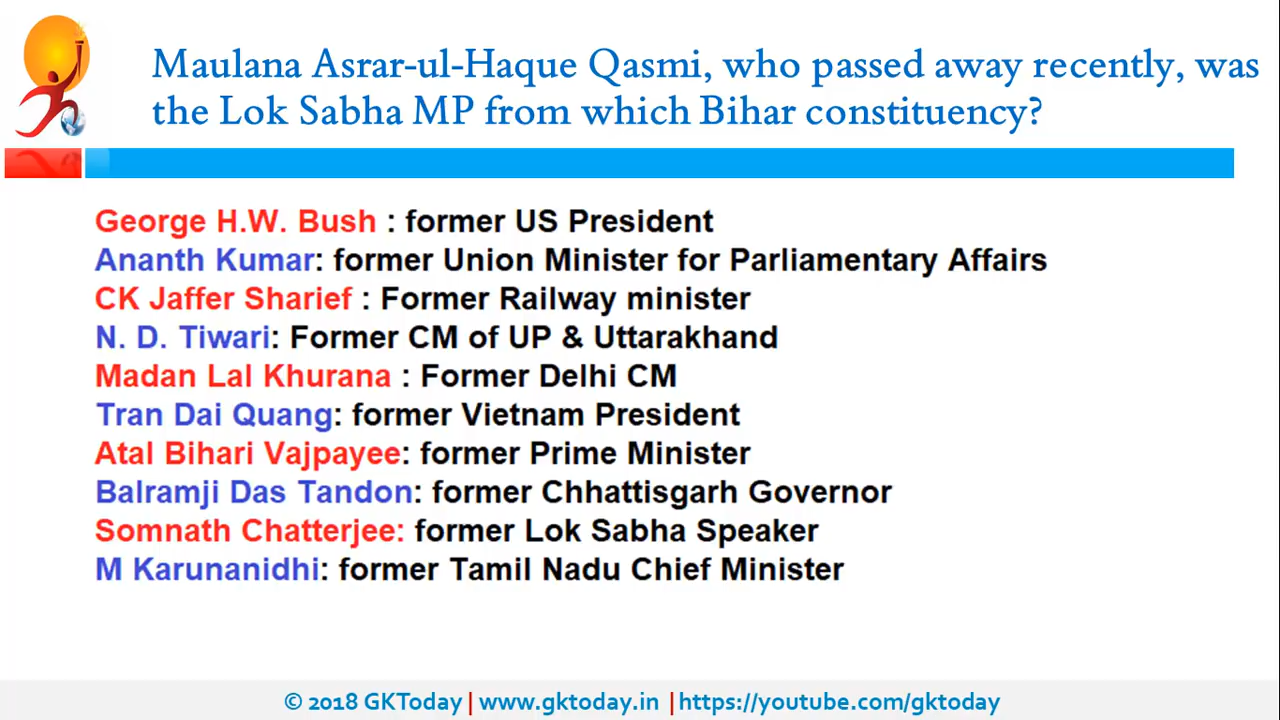 Maulana Asrar-ul-Haque Qasmi, who passed away recently, was
the Lok Sabha MP from which Bihar constituency?
George H.W. Bush : former US President
Ananth Kumar: former Union Minister for Parliamentary Affairs
CK Jaffer Sharief : Former Railway minister
N. D. Tiwari: Former CM of UP & Uttarakhand
Madan Lal Khurana : Former Delhi CM
Tran Dai Quang: former Vietnam President
Atal Bihari Vajpayee: former Prime Minister
Balramji Das Tandon: former Chhattisgarh Governor
Somnath Chatterjee: former Lok Sabha Speaker
M Karunanidhi: former Tamil Nadu Chief Minister
© 2018 GKToday | www.gktoday.in | https://youtube.com/gktoday